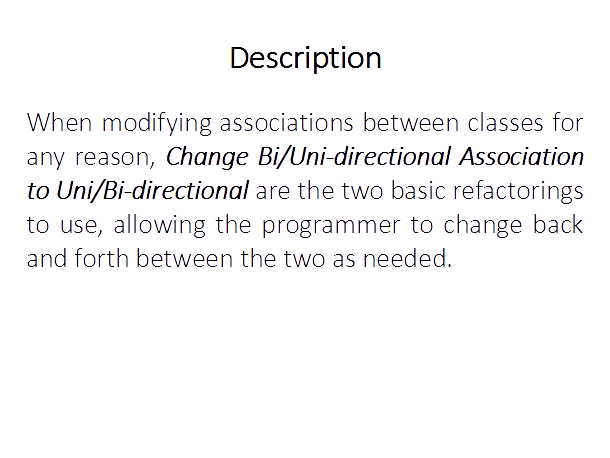 Description
When modifying associations between classes for
any reason, Change Bi/Uni-directional Association
to Uni/Bi-directional are the two basic refactorings
to use, allowing the programmer to change back
and forth between the two as needed.